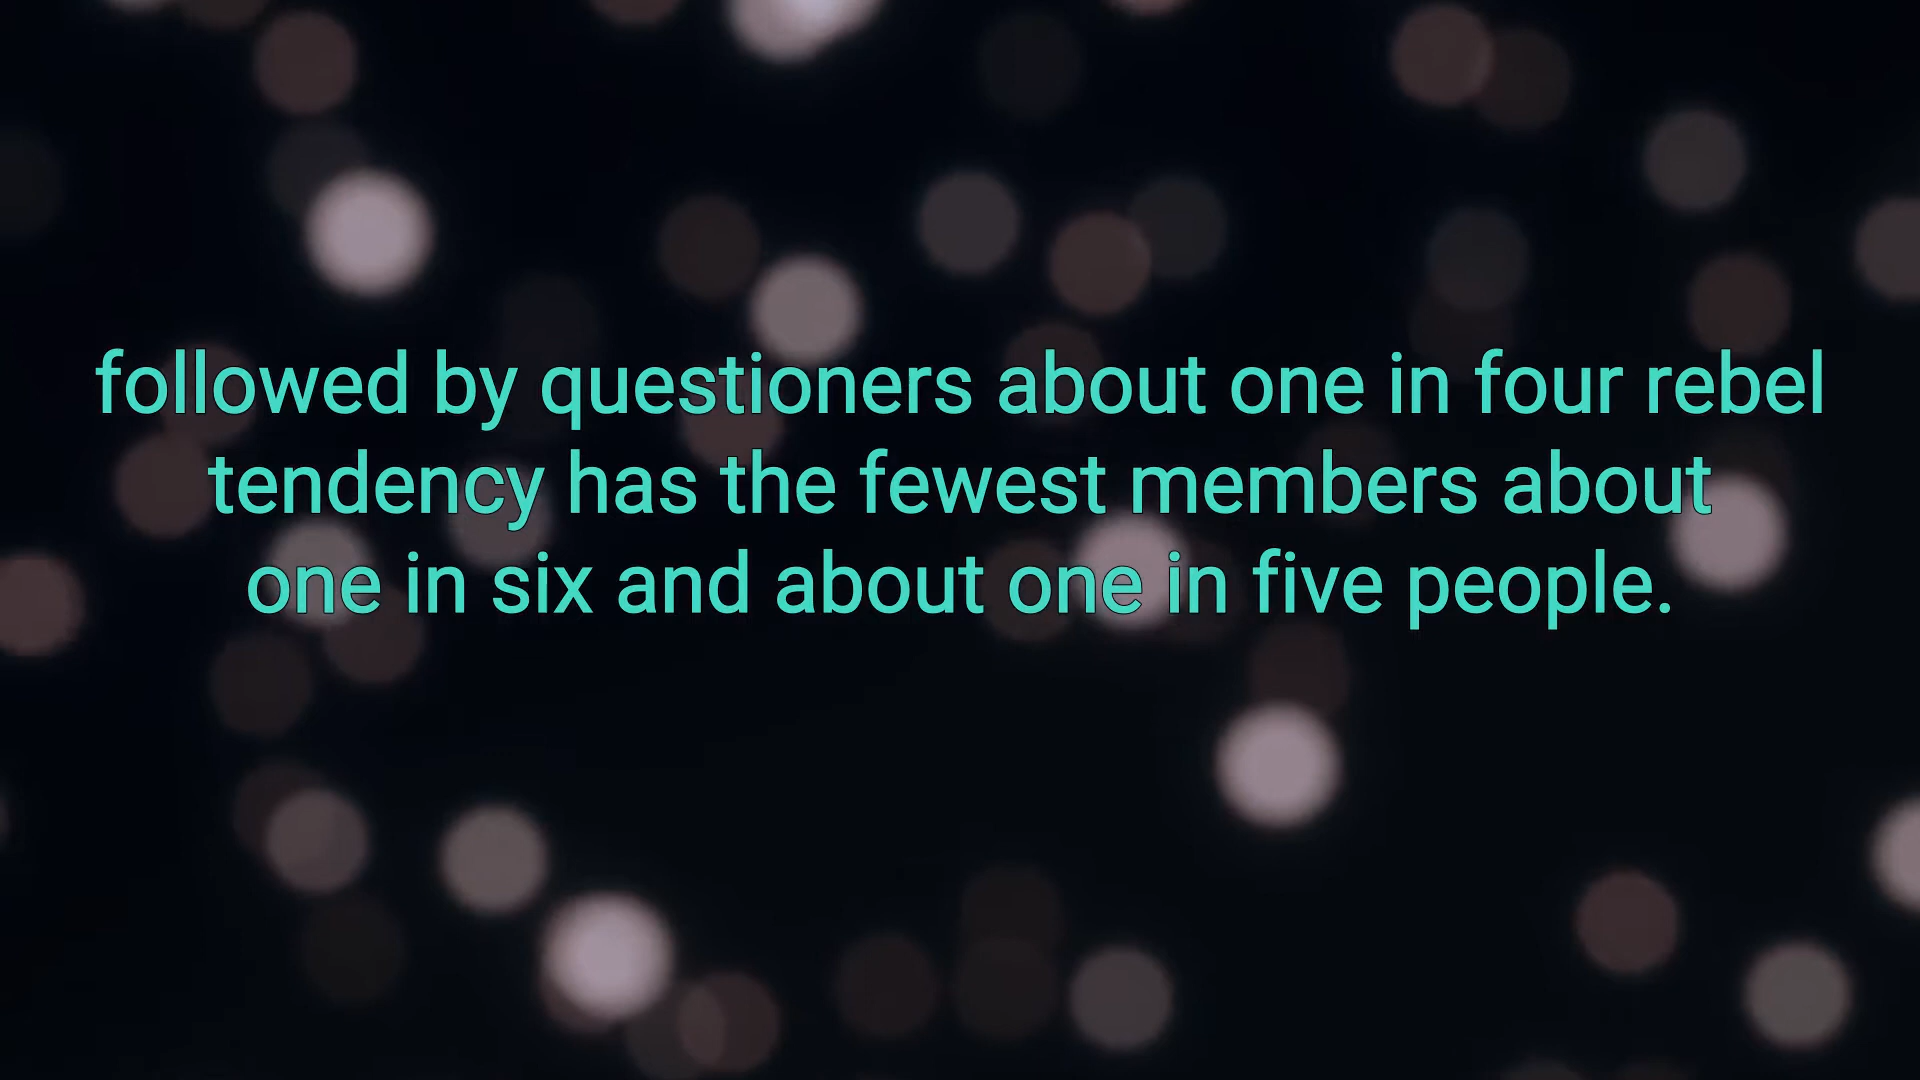 followed by questioners about one in four rebel
tendency has the fewest members about
one in six and about one in five people.